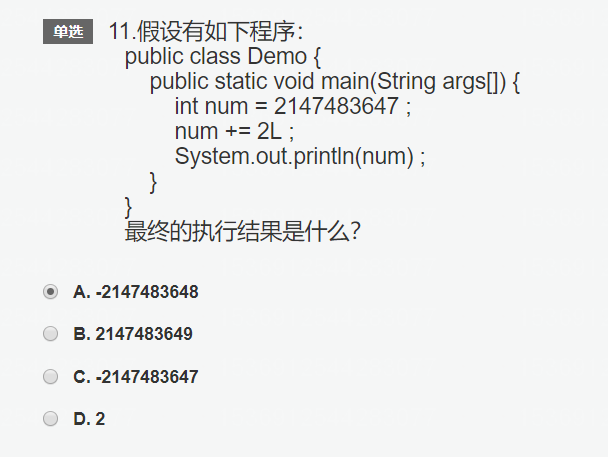 单选 11.假设有如下程序：
public class Demo {
public static void main(String args[]) {
int num = 2147483647 ;
num += 2L ;
System.out.println(num) ;
}
}
最终的执行结果是什么？
A. -2147483648
B. 2147483649
C. -2147483647
D. 2